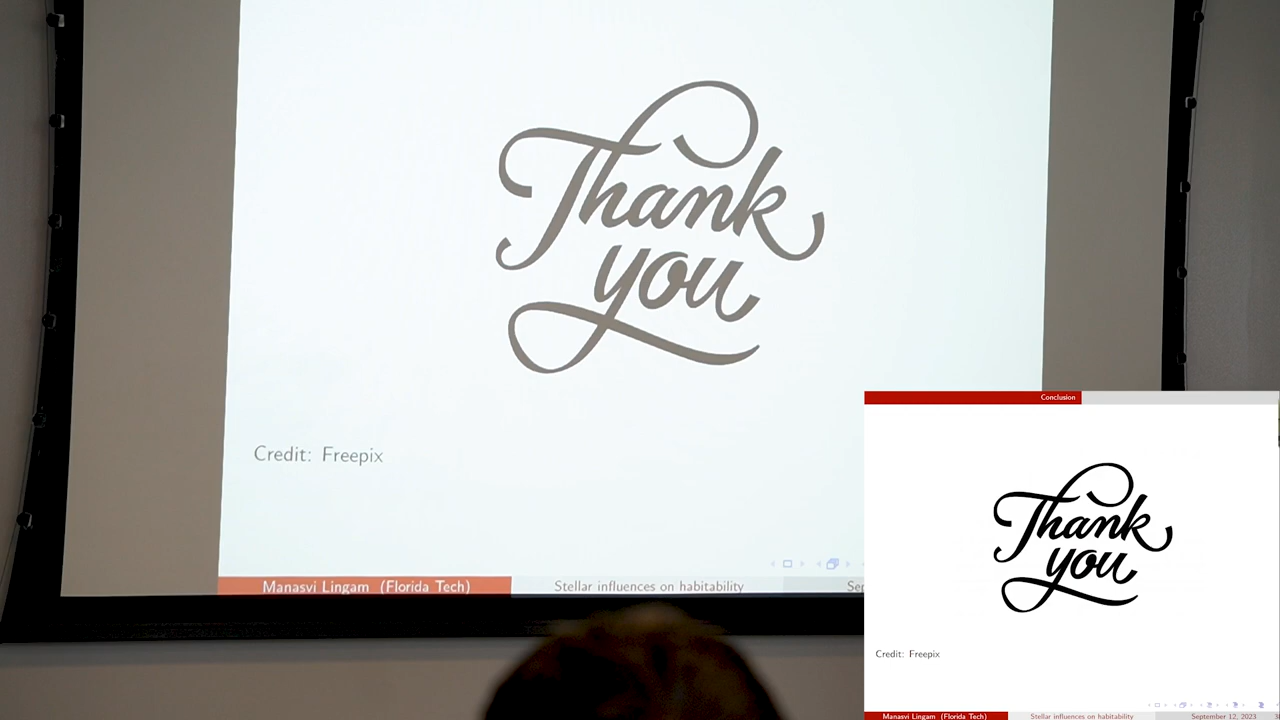 Thank
you
Credit: Freepix
Manasvi Lingam (Florida Tech) Stellar influences on habitability Sep
Conclusion
Thank
you
Credit: Freepix
Manasvi Lingam (Florida Tech) Stellar influences on habitability September 12, 2023